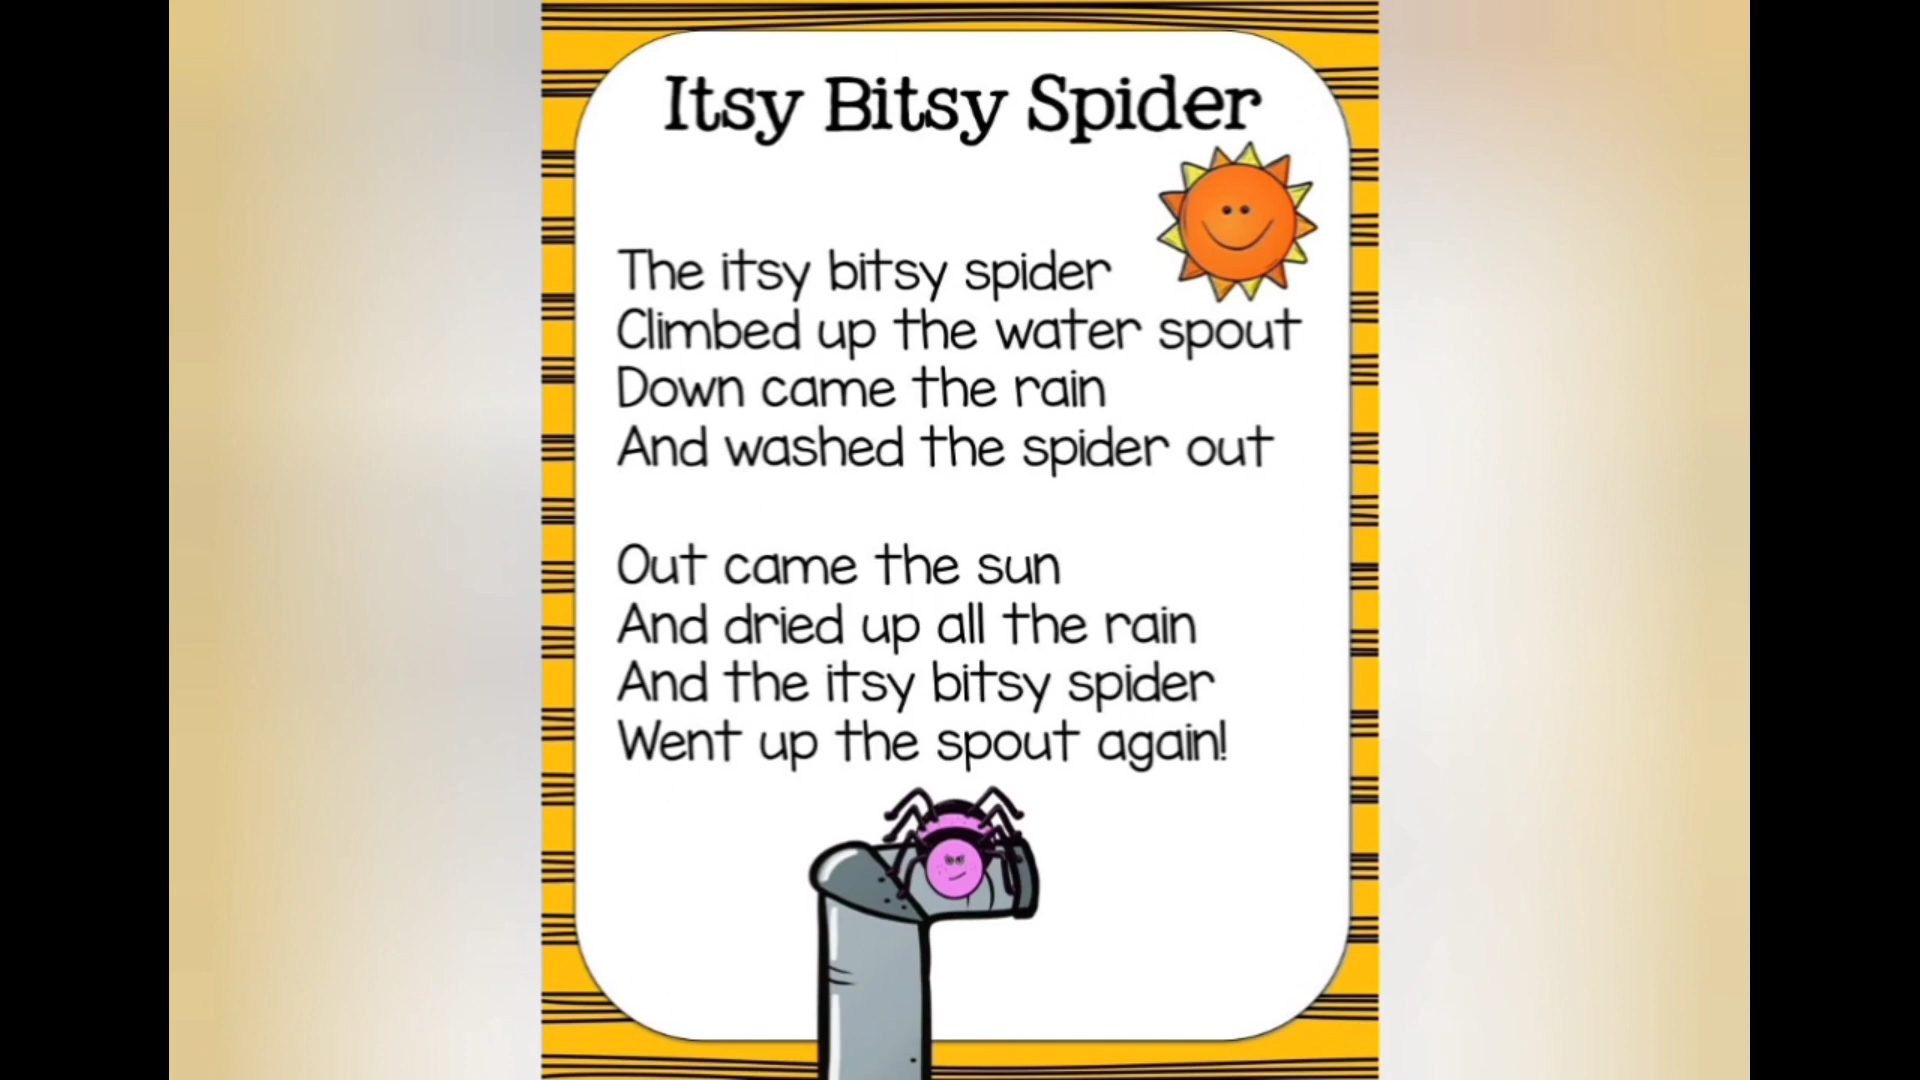 Itsy Bitsy Spider
The itsy bitsy spider
Climbed up the water spout
Down came the rain
And washed the spider out
Out came the sun
And dried up all the rain
And the itsy bitsy spider
Went up the spout again!